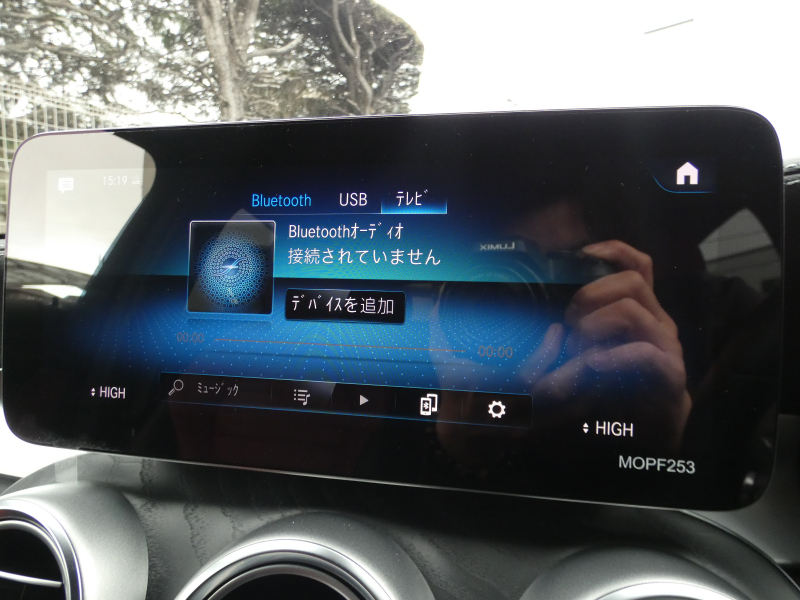 15:19
Bluetooth USB ﾃﾚﾋﾞ
Bluetoothｵｰﾃﾞｨｵ
接続されていません
ﾃﾞﾊﾞｲｽを追加
00:00 00:00
ﾐｭｰｼﾞｯｸ
HIGH
HIGH
MOPF253
LUMIX